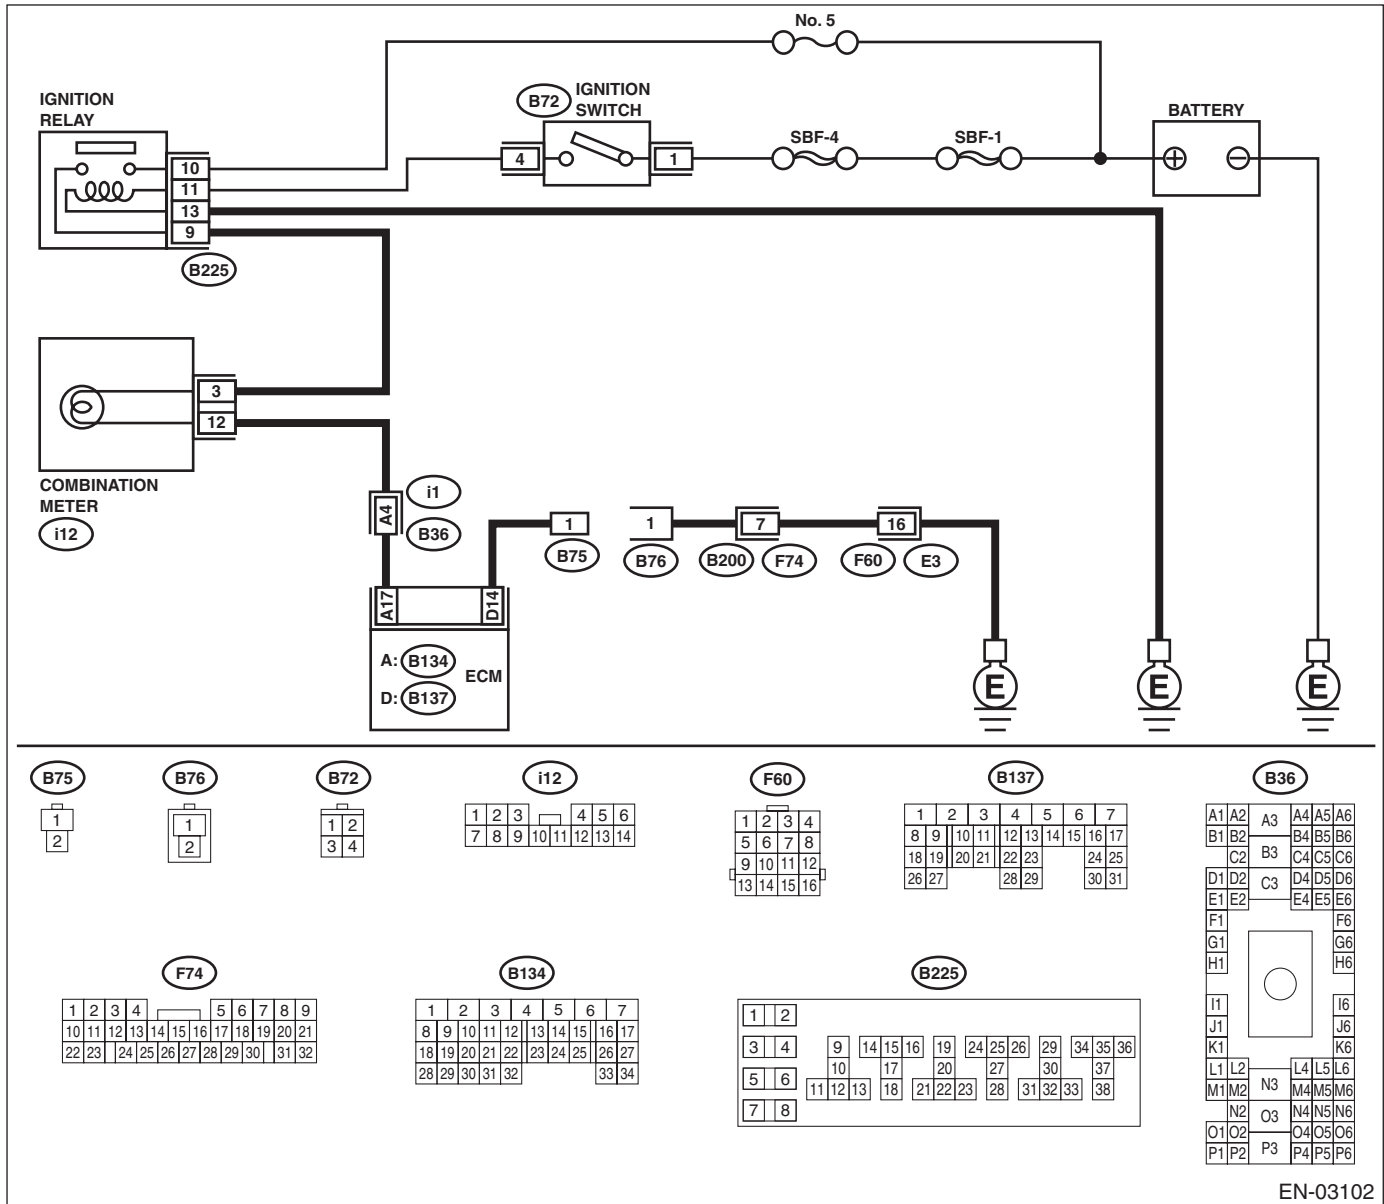 No. 5
IGNITION
RELAY
B72
IGNITION
SWITCH
SBF-4
SBF-1
BATTERY
4
1
10
11
13
9
B225
3
12
COMBINATION
METER
i12
A4
i1
B36
1
B75
1
B76
7
B200
F74
16
F60
E3
A17
D14
A: B134
ECM
D: B137
E
E
E
B75
1
2
B76
1
2
B72
1 2
3 4
i12
1 2 3 4 5 6
7 8 9 10 11 12 13 14
F60
1 2 3 4
5 6 7 8
9 10 11 12
13 14 15 16
B137
1 2 3 4 5 6 7
8 9 10 11 12 13 14 15 16 17
18 19 20 21 22 23 24 25
26 27 28 29 30 31
B36
A1 A2 A3 A4 A5 A6
B1 B2 B3 B4 B5 B6
C2 C3 C4 C5 C6
D1 D2 D4 D5 D6
E1 E2 E4 E5 E6
F1 F6
G1 G6
H1 H6
I1 I6
J1 J6
K1 K6
L1 L2 L4 L5 L6
M1 M2 N3 M4 M5 M6
N2 O3 N4 N5 N6
O1 O2 O4 O5 O6
P1 P2 P3 P4 P5 P6
F74
1 2 3 4 5 6 7 8 9
10 11 12 13 14 15 16 17 18 19 20 21
22 23 24 25 26 27 28 29 30 31 32
B134
1 2 3 4 5 6 7
8 9 10 11 12 13 14 15 16 17
18 19 20 21 22 23 24 25 26 27
28 29 30 31 32 33 34
B225
1 2
3 4 9 14 15 16 19 24 25 26 29 34 35 36
10 17 20 27 30 37
5 6 11 12 13 18 21 22 23 28 31 32 33 38
7 8
EN-03102